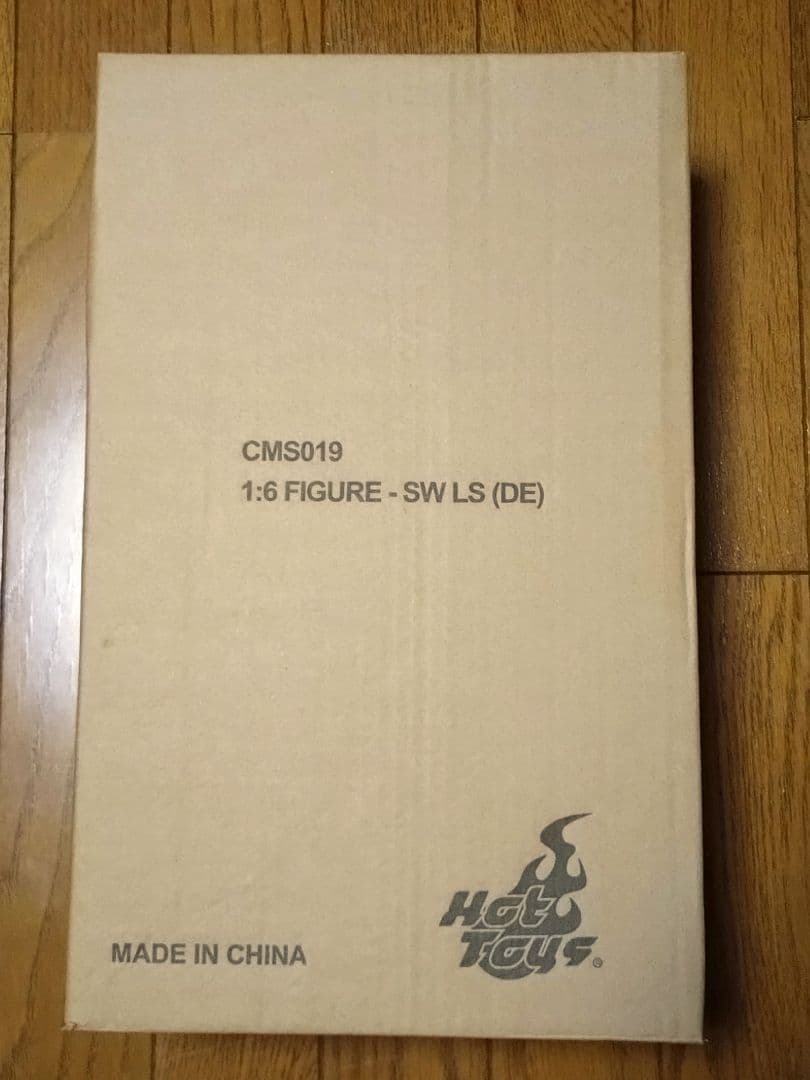 CMS019
1:6 FIGURE - SW LS (DE)
Hot
Toys®
MADE IN CHINA